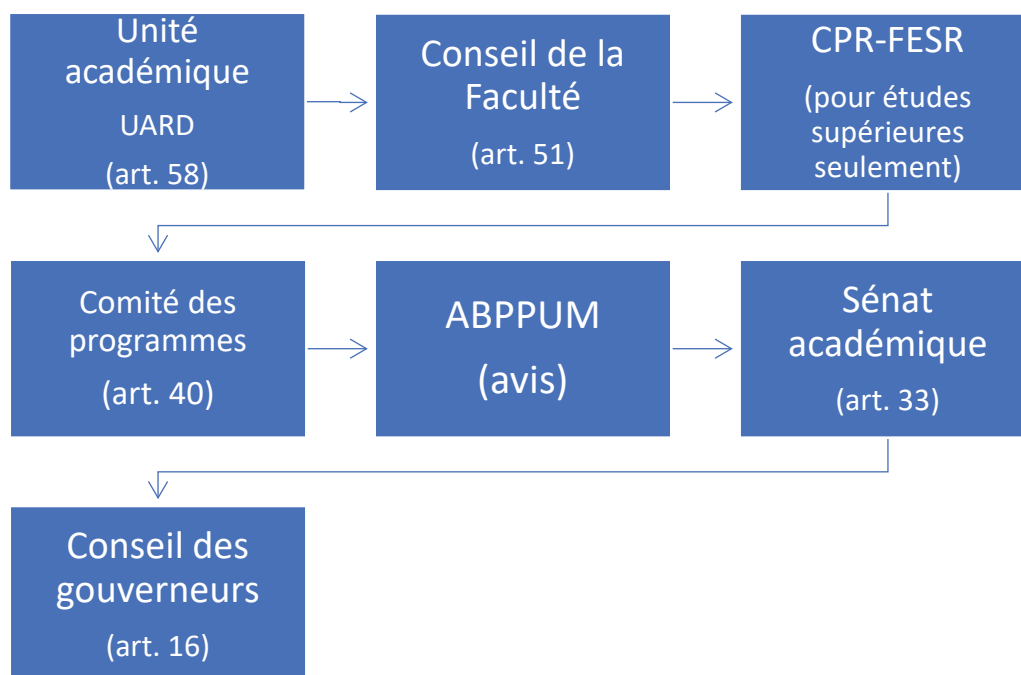 Unité
académique
UARD
(art. 58)
Conseil de la
Faculté
(art. 51)
CPR-FESR
(pour études
supérieures
seulement)
Comité des
programmes
(art. 40)
ABPPUM
(avis)
Sénat
académique
(art. 33)
Conseil des
gouverneurs
(art. 16)